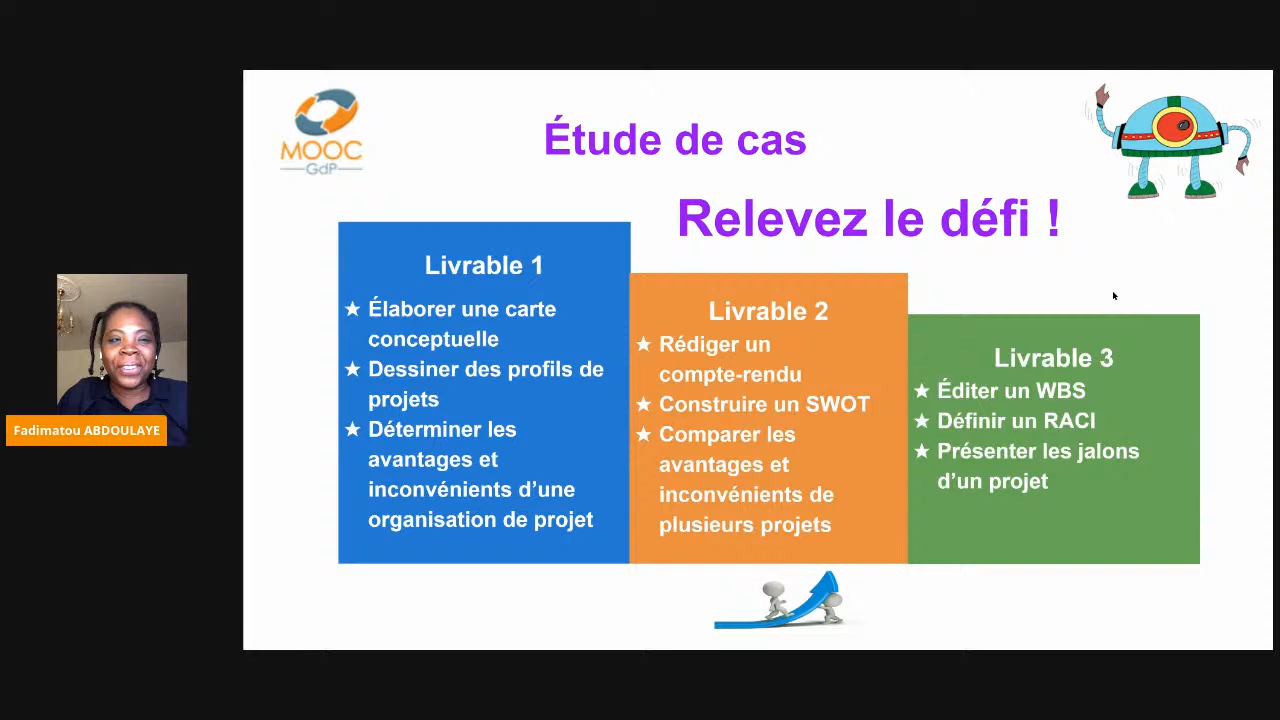 MOOC
GdP
Étude de cas
Relevez le défi !
Livrable 1
★ Élaborer une carte
conceptuelle
★ Dessiner des profils de
projets
★ Déterminer les
avantages et
inconvénients d’une
organisation de projet
Livrable 2
★ Rédiger un
compte-rendu
★ Construire un SWOT
★ Comparer les
avantages et
inconvénients de
plusieurs projets
Livrable 3
★ Éditer un WBS
★ Définir un RACI
★ Présenter les jalons
d’un projet
Fadimatou ABDOULAYE